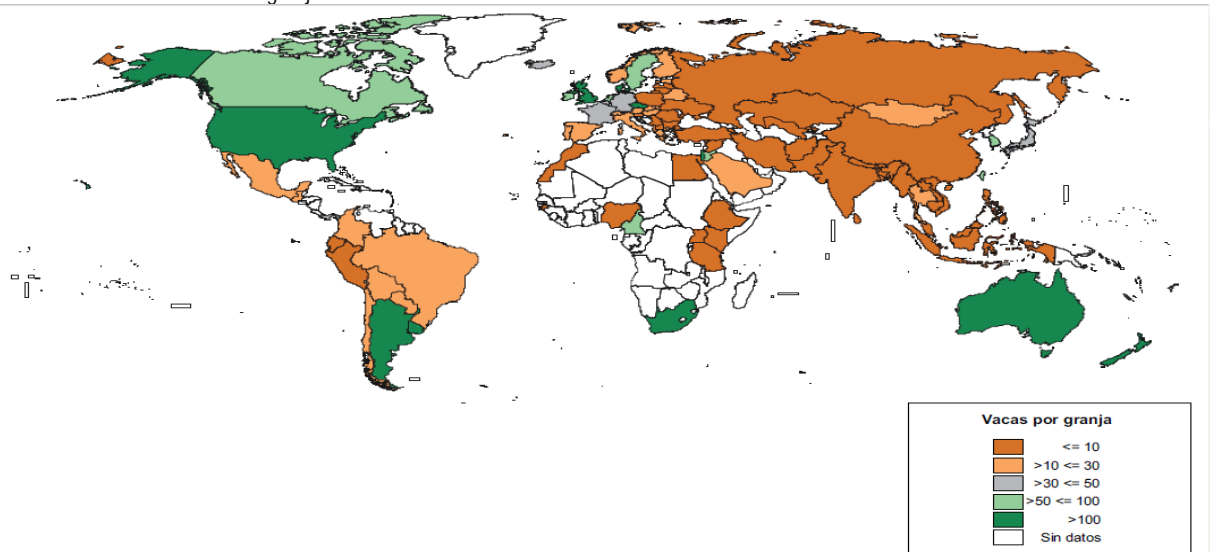 Vacas por granja
<= 10
>10 <= 30
>30 <= 50
>50 <= 100
>100
Sin datos